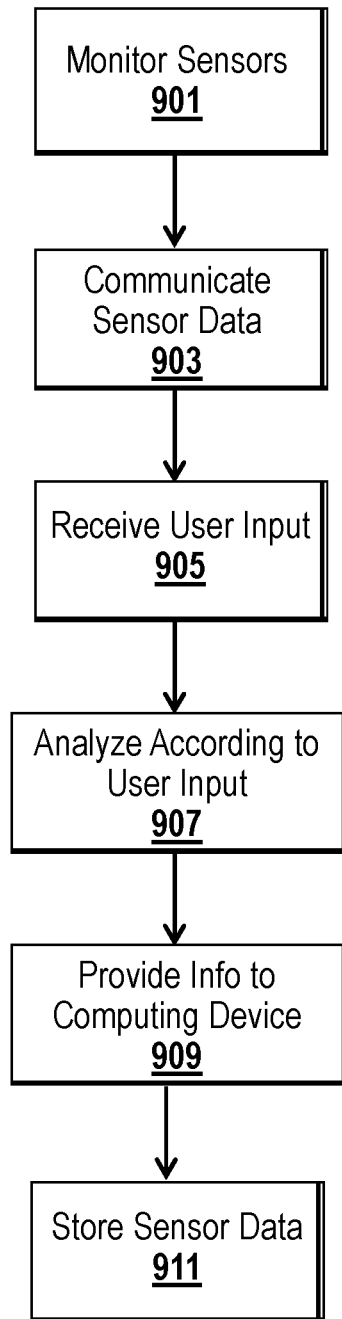 Monitor Sensors
901
Communicate
Sensor Data
903
Receive User Input
905
Analyze According to
User Input
907
Provide Info to
Computing Device
909
Store Sensor Data
911